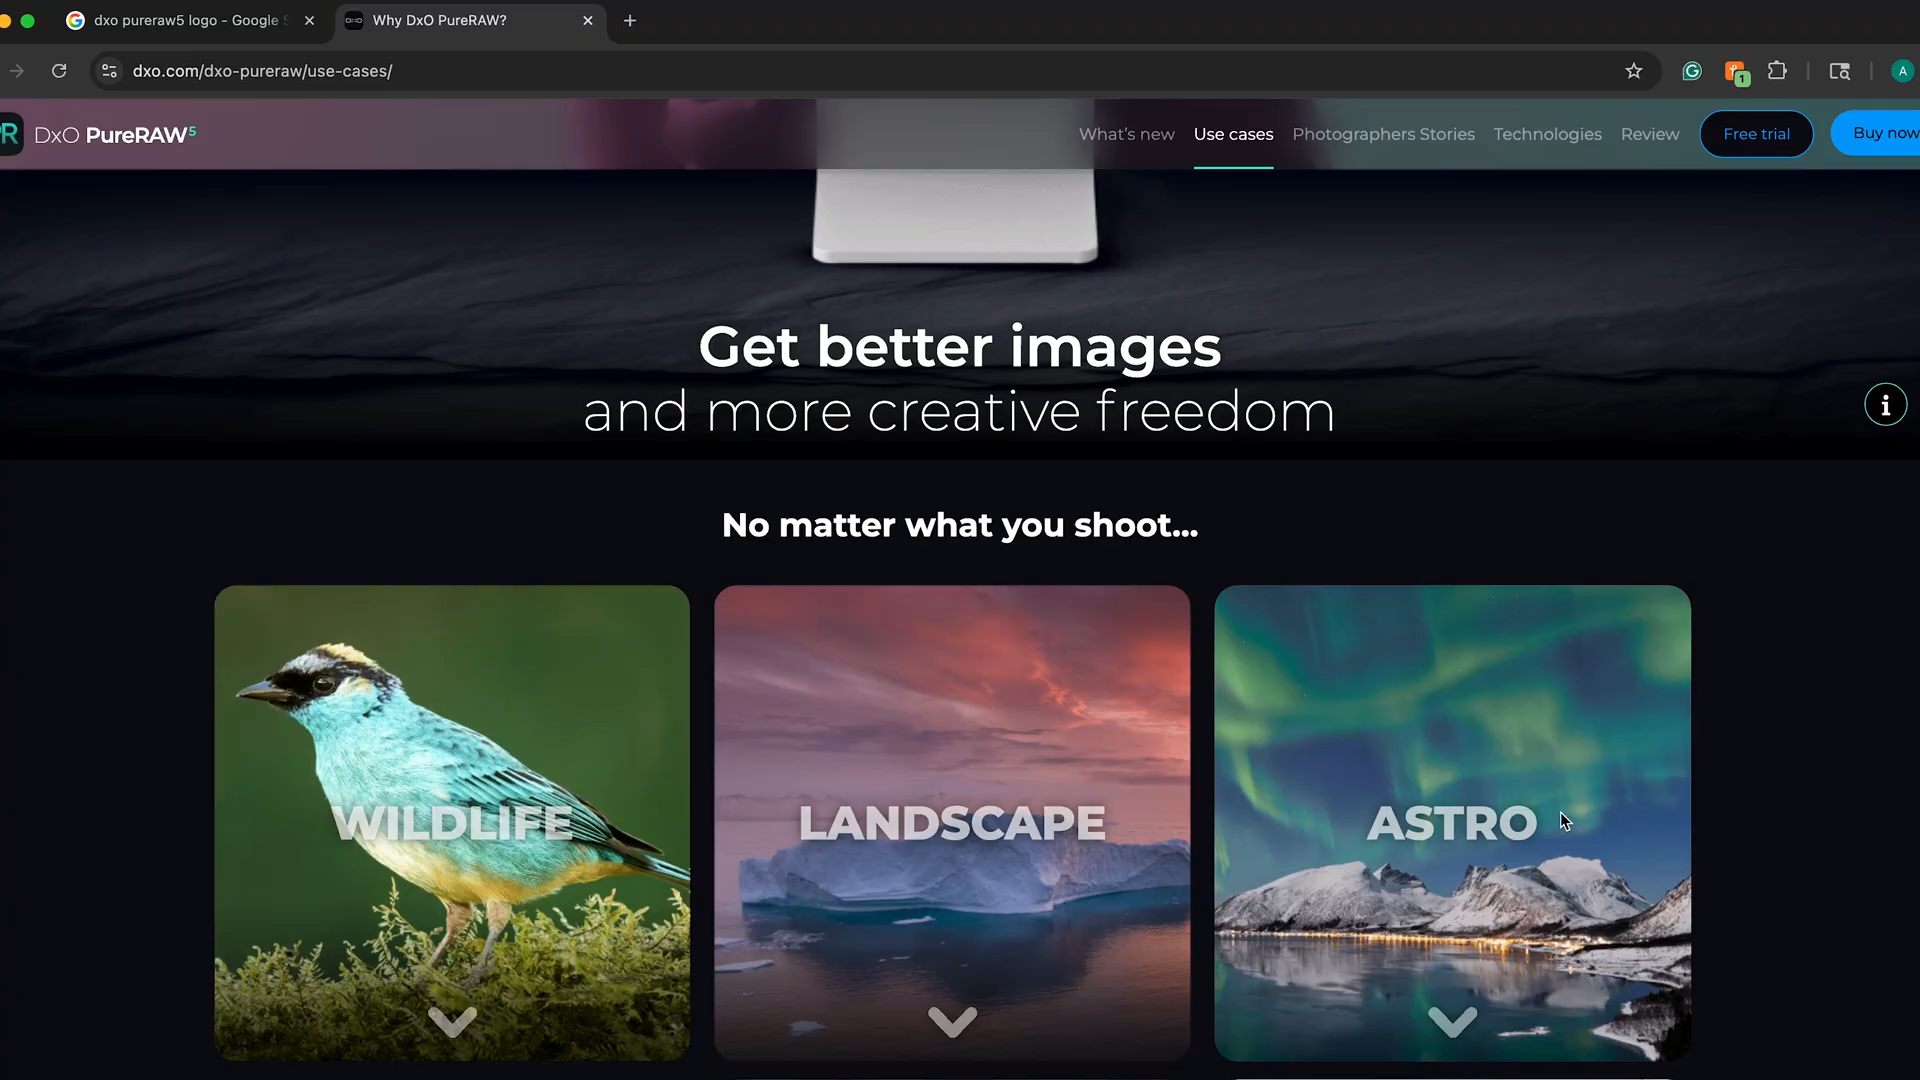 dxo pureraw5 logo - Google
Why DxO PureRAW?
dxo.com/dxo-pureraw/use-cases/
1
A
DxO PureRAW5
What's new
Use cases
Photographers Stories
Technologies
Review
Free trial
Buy now
Get better images
and more creative freedom
i
No matter what you shoot...
WILDLIFE
LANDSCAPE
ASTRO